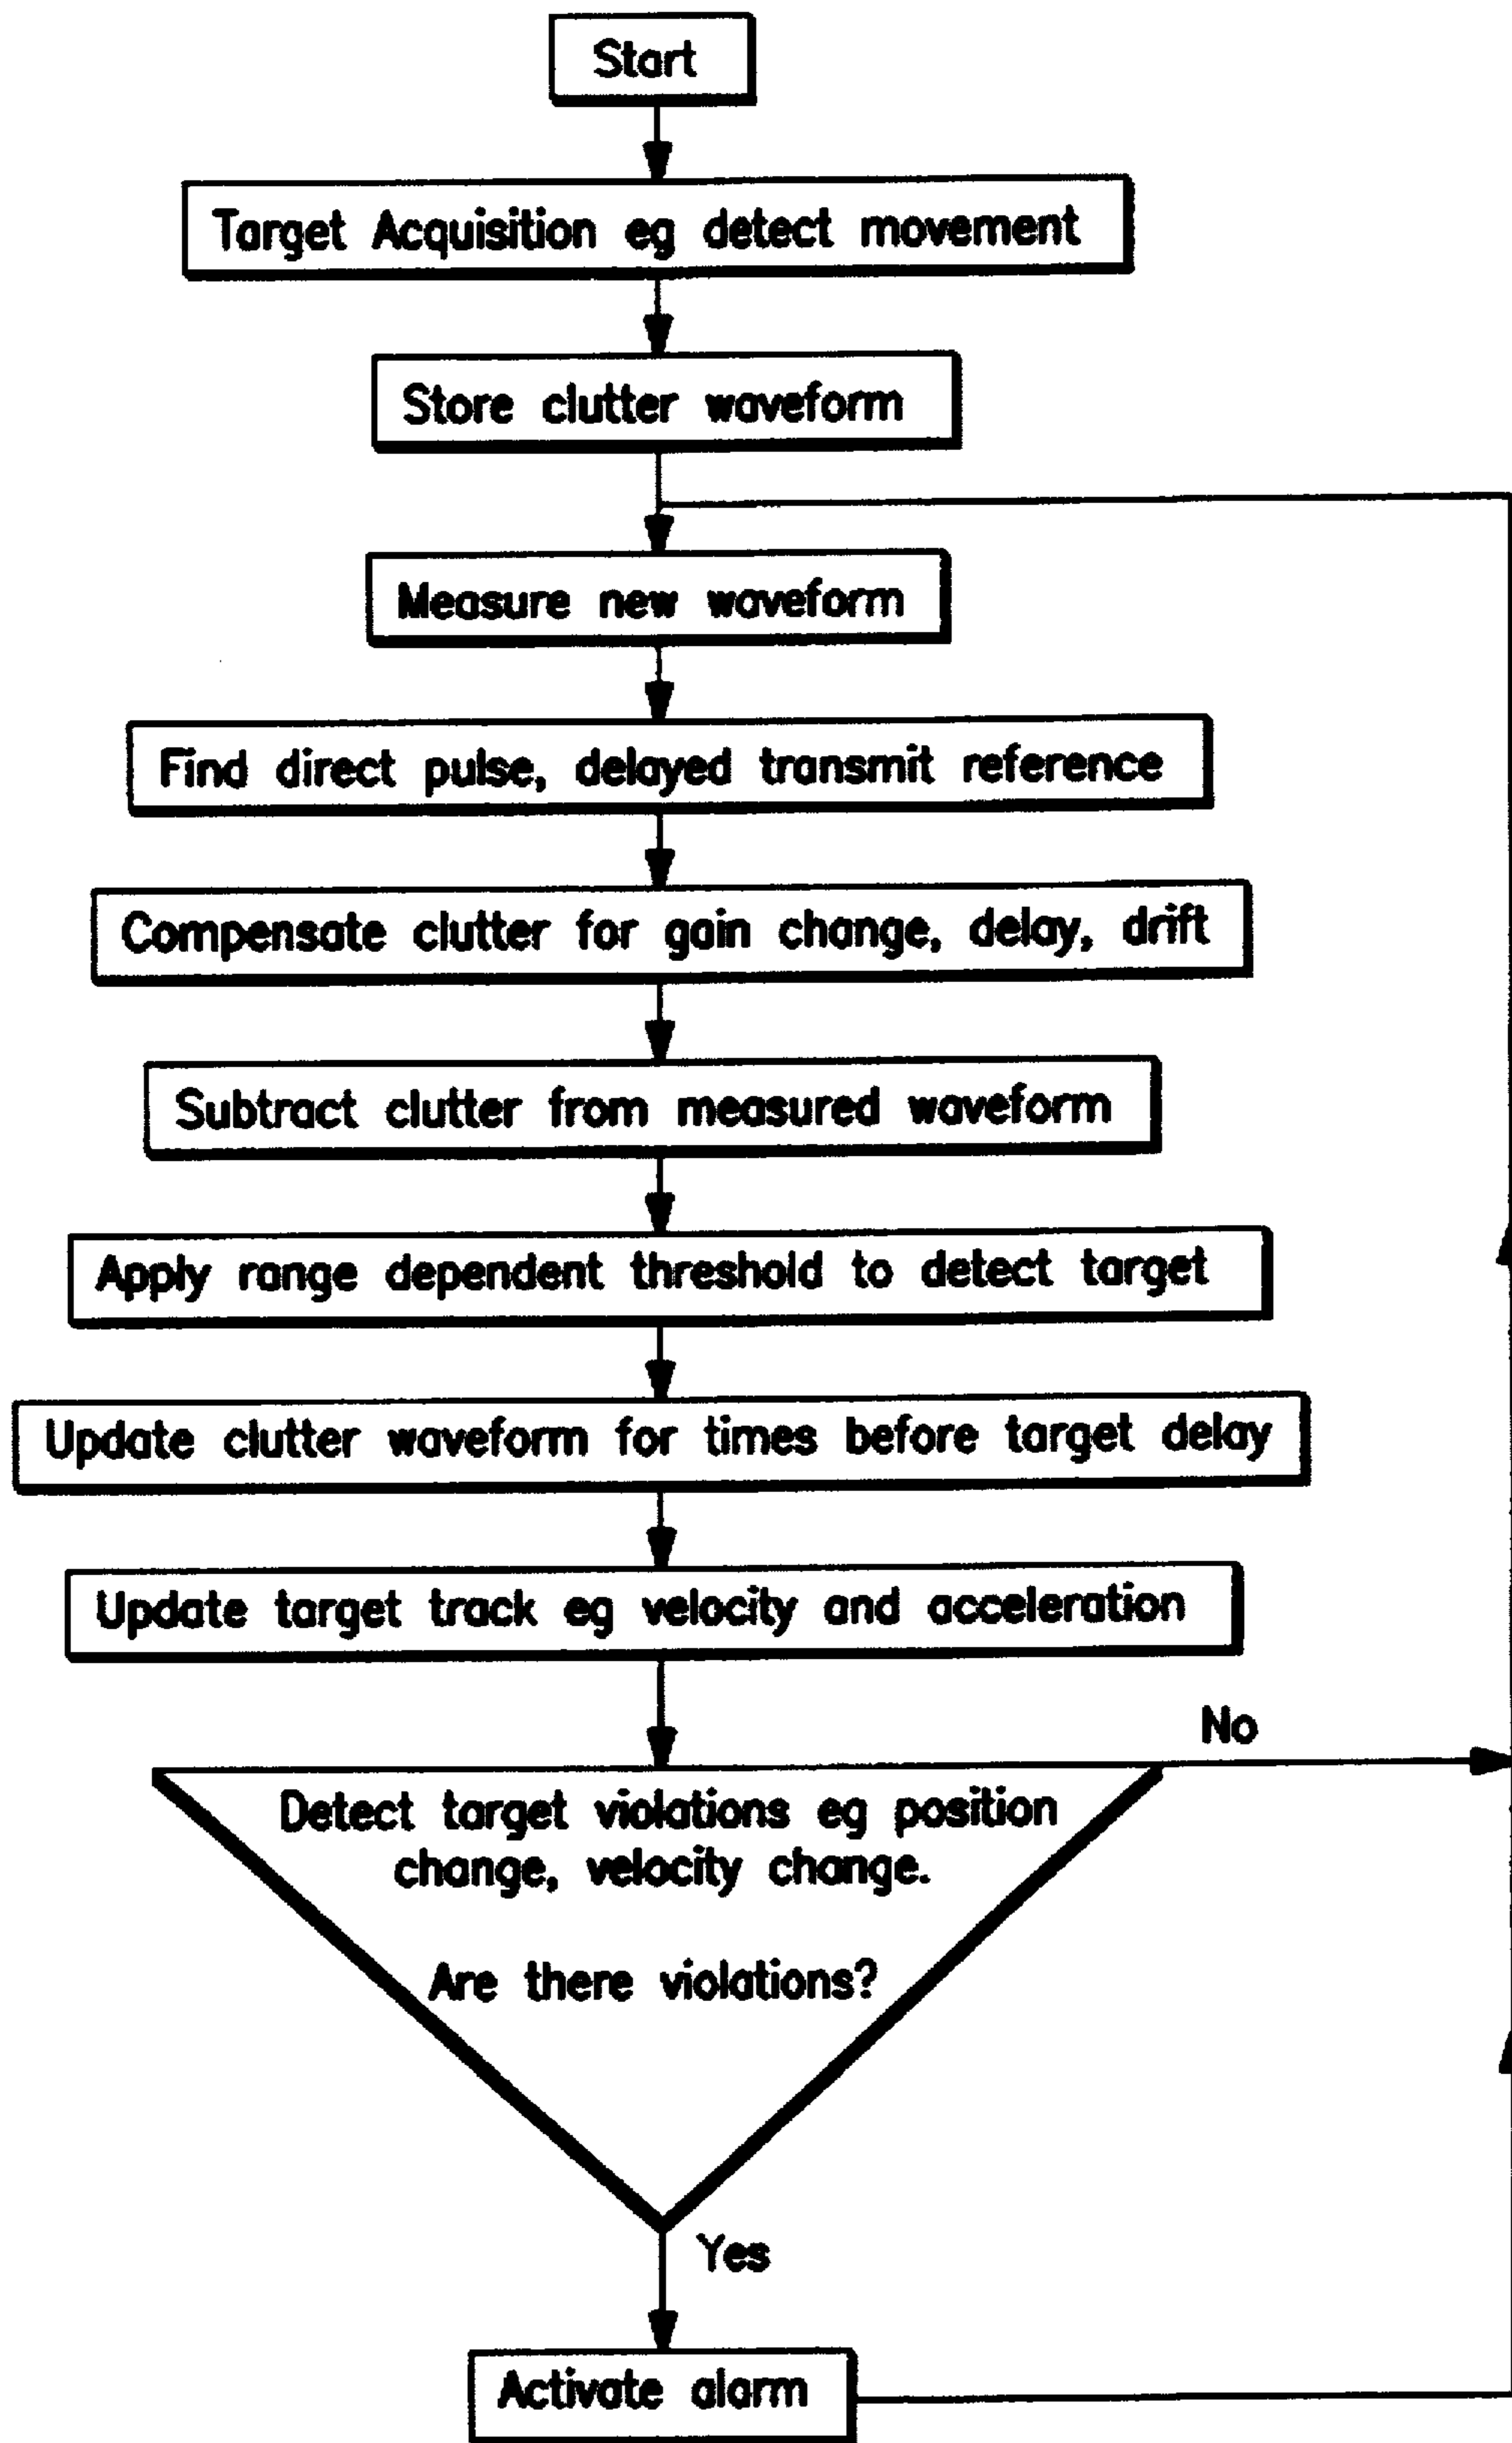 Start
Target Acquisition eg detect movement
Store clutter waveform
Measure new waveform
Find direct pulse, delayed transmit reference
Compensate clutter for gain change, delay, drift
Subtract clutter from measured waveform
Apply range dependent threshold to detect target
Update clutter waveform for times before target delay
Update target track eg velocity and acceleration
No
Detect target violations eg position
change, velocity change.
Are there violations?
Yes
Activate alarm